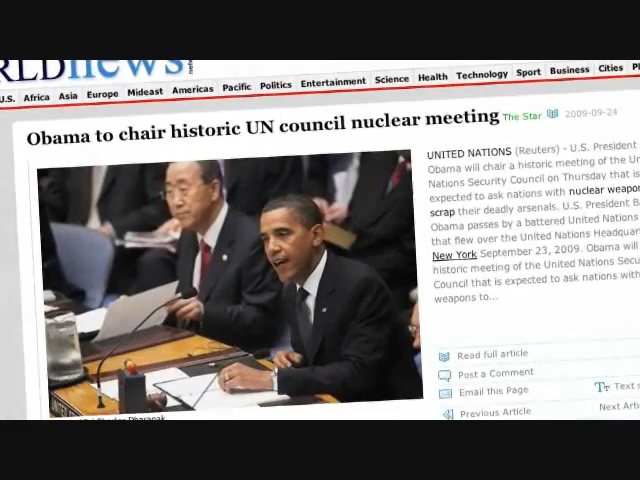 RLDnews
U.S. Africa Asia Europe Mideast Americas Pacific Politics Entertainment Science Health Technology Sport Business Cities
Obama to chair historic UN council nuclear meeting The Star 2009-09-24
UNITED NATIONS (Reuters) - U.S. President
Obama will chair a historic meeting of the Un
Nations Security Council on Thursday that is
expected to ask nations with nuclear weapo
scrap their deadly arsenals. U.S. President B
Obama passes by a battered United Nations
that flew over the United Nations Headquart
New York September 23, 2009. Obama will
historic meeting of the United Nations Secu
Council that is expected to ask nations with
weapons to...
Read full article
Post a Comment
Email this Page
Text s
Previous Article
Next Arti